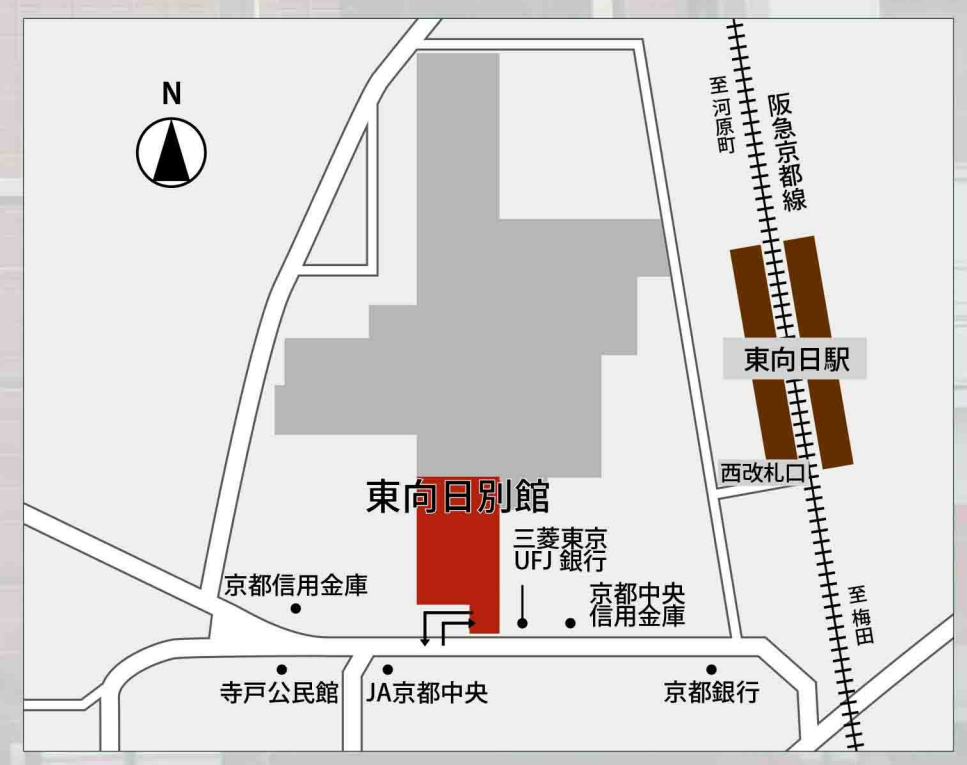 N
至河原町
阪急京都線
東向日駅
西改札口
東向日別館
三菱東京
UFJ 銀行
京都中央
信用金庫
京都信用金庫
至梅田
寺戸公民館
JA京都中央
京都銀行